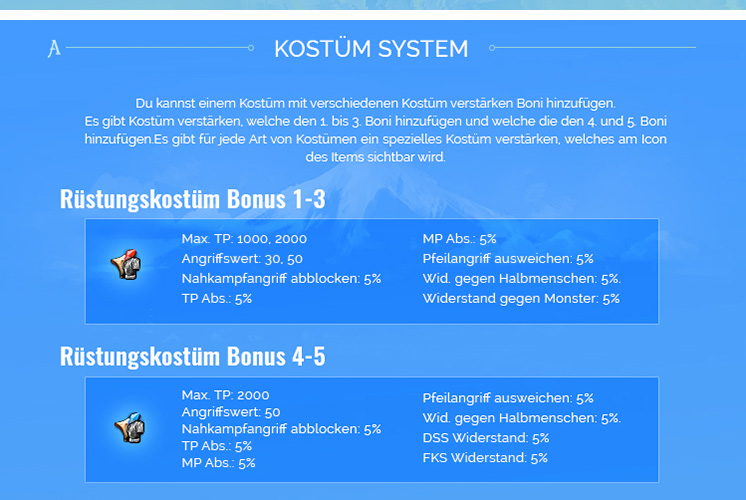 A
KOSTÜM SYSTEM
Du kannst einem Kostüm mit verschiedenen Kostüm verstärken Boni hinzufügen.
Es gibt Kostüm verstärken, welche den 1. bis 3. Boni hinzufügen und welche die den 4. und 5. Boni
hinzufügen.Es gibt für jede Art von Kostümen ein spezielles Kostüm verstärken, welches am Icon
des Items sichtbar wird.
Rüstungskostüm Bonus 1-3
Max. TP: 1000, 2000
Angriffswert: 30, 50
Nahkampfangriff abblocken: 5%
TP Abs.: 5%
MP Abs.: 5%
Pfeilangriff ausweichen: 5%
Wid. gegen Halbmenschen: 5%.
Widerstand gegen Monster: 5%
Rüstungskostüm Bonus 4-5
Max. TP: 2000
Angriffswert: 50
Nahkampfangriff abblocken: 5%
TP Abs.: 5%
MP Abs.: 5%
Pfeilangriff ausweichen: 5%
Wid. gegen Halbmenschen: 5%.
DSS Widerstand: 5%
FKS Widerstand: 5%